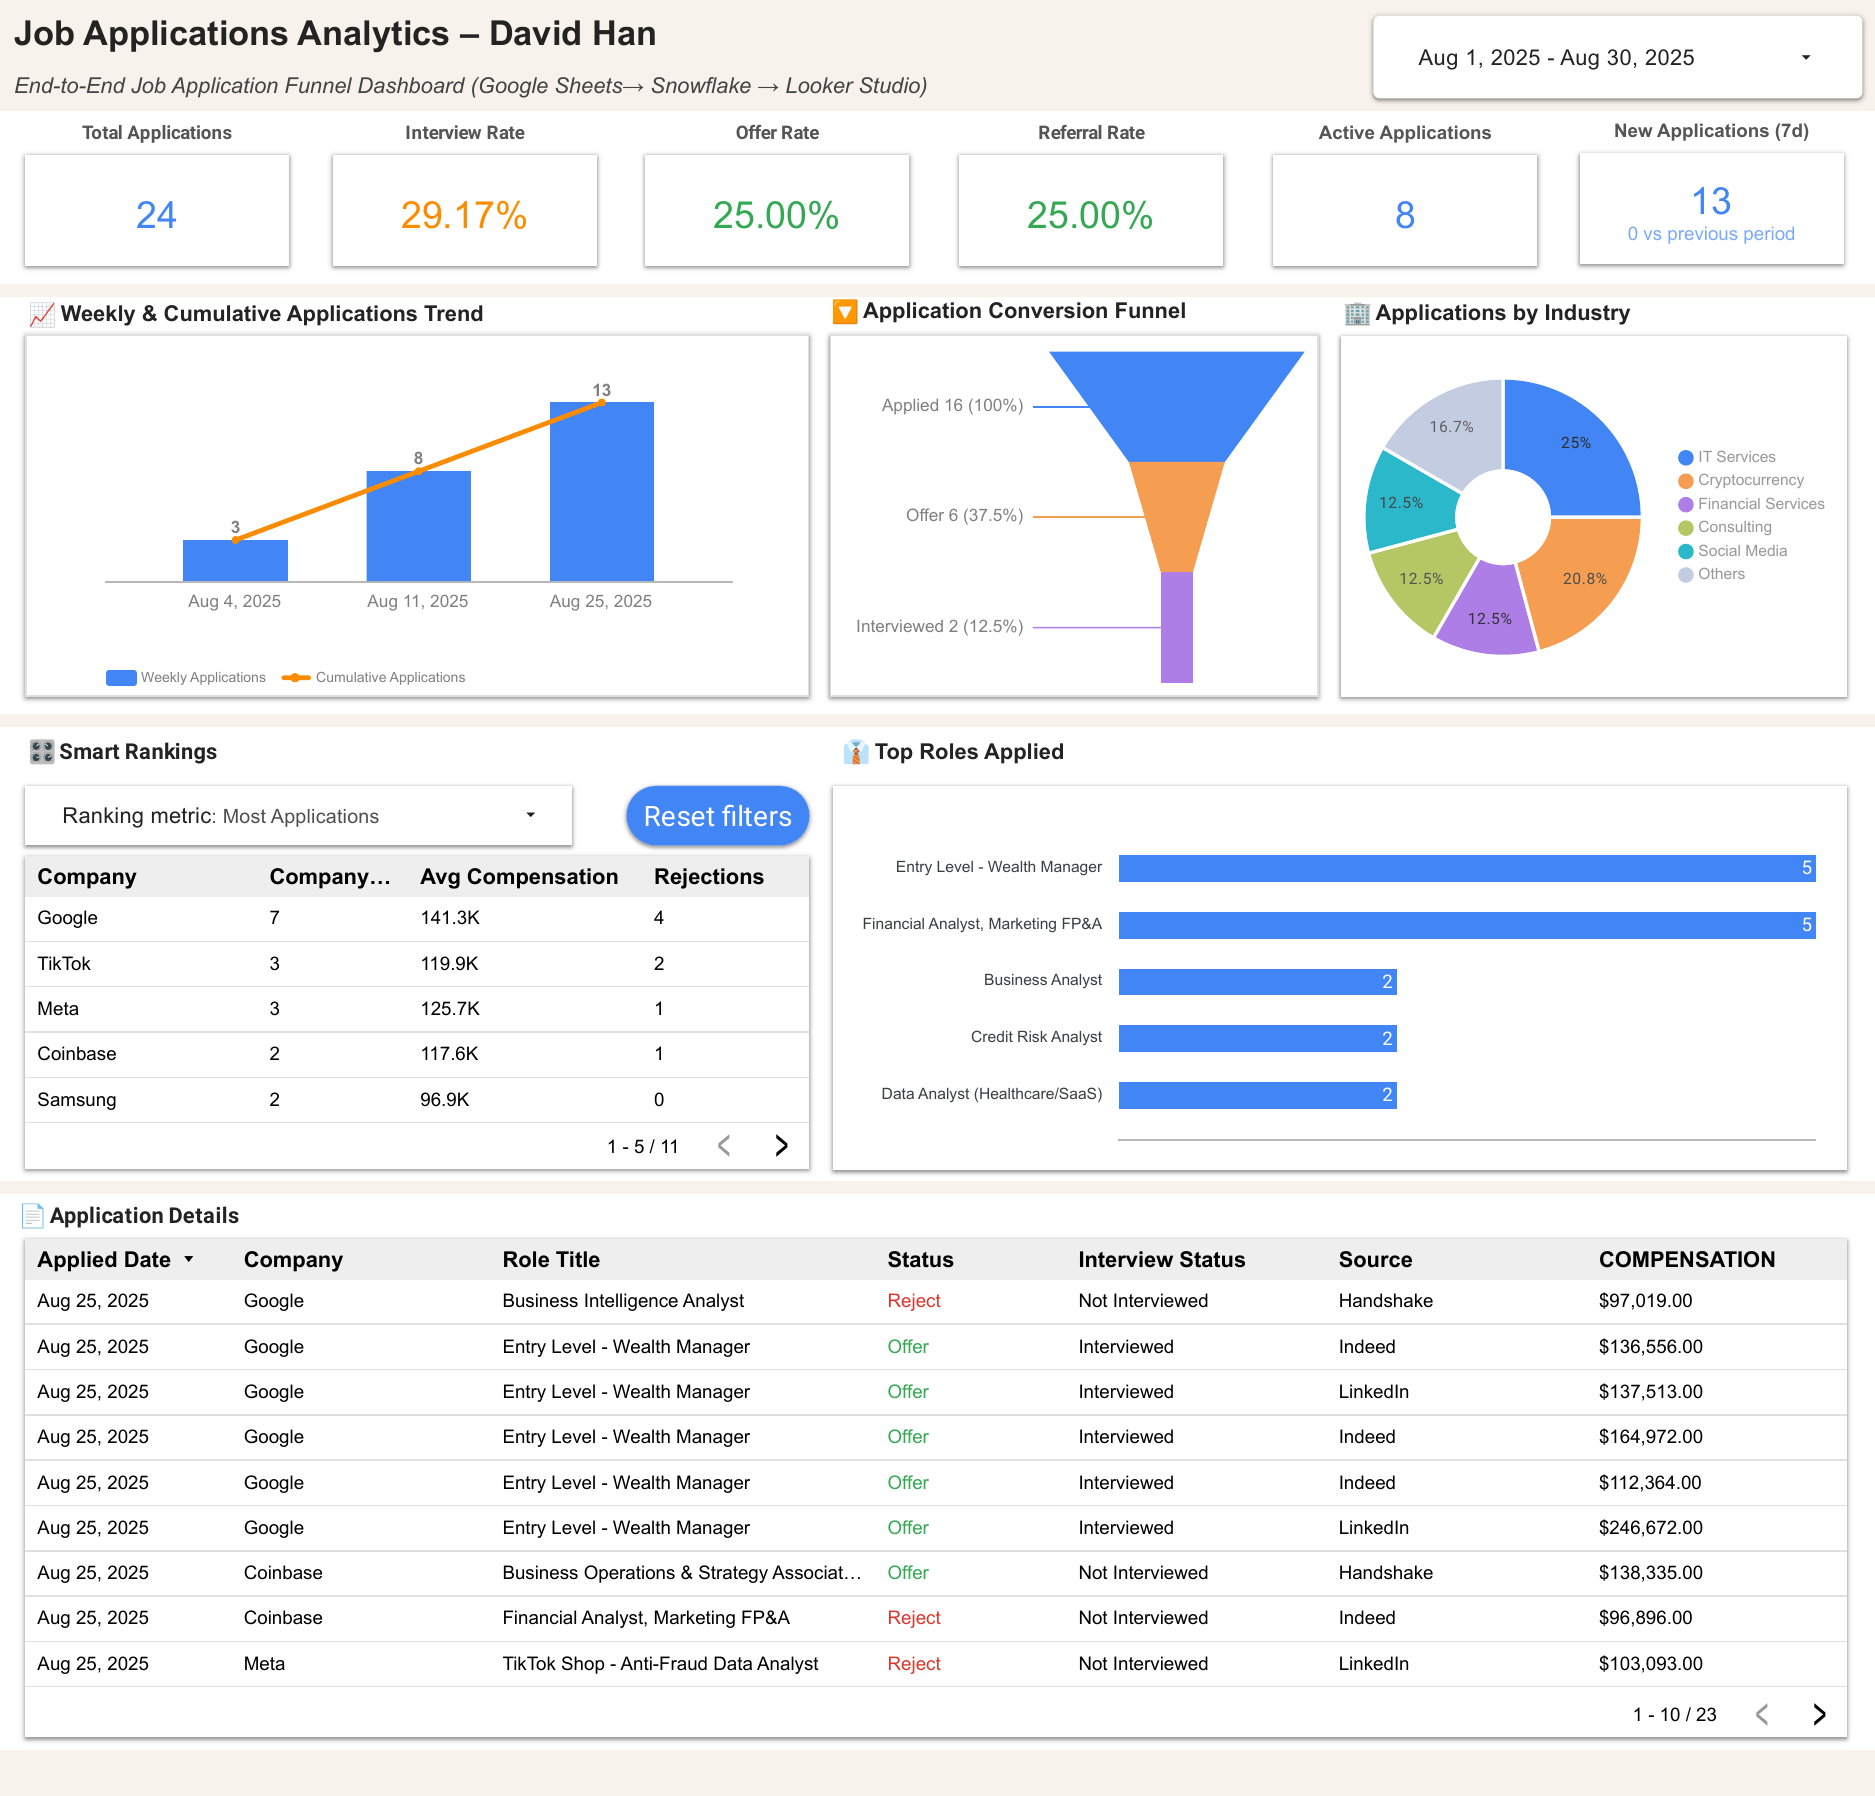 Job Applications Analytics – David Han
End-to-End Job Application Funnel Dashboard (Google Sheets→ Snowflake → Looker Studio)
Aug 1, 2025 - Aug 30, 2025
Total Applications
24
Interview Rate
29.17%
Offer Rate
25.00%
Referral Rate
25.00%
Active Applications
8
New Applications (7d)
13
0 vs previous period
📈 Weekly & Cumulative Applications Trend
3
8
13
Aug 4, 2025
Aug 11, 2025
Aug 25, 2025
Weekly Applications
Cumulative Applications
🔽 Application Conversion Funnel
Applied 16 (100%)
Offer 6 (37.5%)
Interviewed 2 (12.5%)
🏢 Applications by Industry
25%
20.8%
12.5%
12.5%
12.5%
16.7%
IT Services
Cryptocurrency
Financial Services
Consulting
Social Media
Others
🎛 Smart Rankings
Ranking metric: Most Applications
Reset filters
Company Company… Avg Compensation Rejections
Google 7 141.3K 4
TikTok 3 119.9K 2
Meta 3 125.7K 1
Coinbase 2 117.6K 1
Samsung 2 96.9K 0
1 - 5 / 11
👔 Top Roles Applied
Entry Level - Wealth Manager 5
Financial Analyst, Marketing FP&A 5
Business Analyst 2
Credit Risk Analyst 2
Data Analyst (Healthcare/SaaS) 2
📄 Application Details
Applied Date Company Role Title Status Interview Status Source COMPENSATION
Aug 25, 2025 Google Business Intelligence Analyst Reject Not Interviewed Handshake $97,019.00
Aug 25, 2025 Google Entry Level - Wealth Manager Offer Interviewed Indeed $136,556.00
Aug 25, 2025 Google Entry Level - Wealth Manager Offer Interviewed LinkedIn $137,513.00
Aug 25, 2025 Google Entry Level - Wealth Manager Offer Interviewed Indeed $164,972.00
Aug 25, 2025 Google Entry Level - Wealth Manager Offer Interviewed Indeed $112,364.00
Aug 25, 2025 Google Entry Level - Wealth Manager Offer Interviewed LinkedIn $246,672.00
Aug 25, 2025 Coinbase Business Operations & Strategy Associat… Offer Not Interviewed Handshake $138,335.00
Aug 25, 2025 Coinbase Financial Analyst, Marketing FP&A Reject Not Interviewed Indeed $96,896.00
Aug 25, 2025 Meta TikTok Shop - Anti-Fraud Data Analyst Reject Not Interviewed LinkedIn $103,093.00
1 - 10 / 23